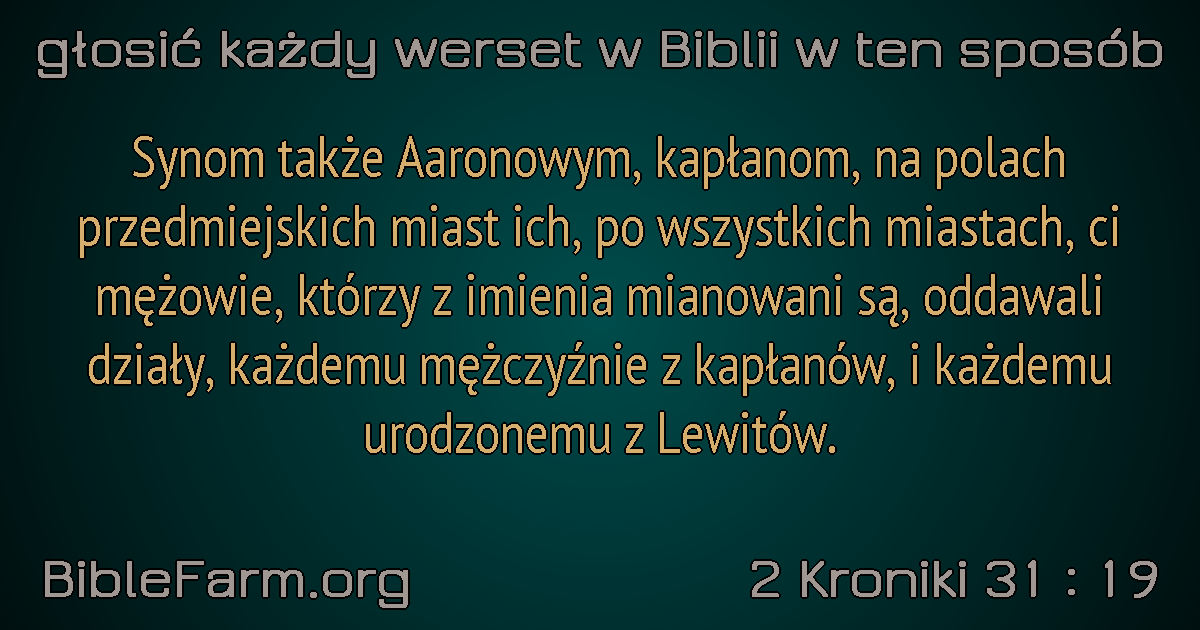 głosić każdy werset w Biblii w ten sposób
Synom także Aaronowym, kapłanom, na polach
przedmiejskich miast ich, po wszystkich miastach, ci
mężowie, którzy z imienia mianowani są, oddawali
działy, każdemu mężczyźnie z kapłanów, i każdemu
urodzonemu z Lewitów.
BibleFarm.org
2 Kroniki 31 : 19